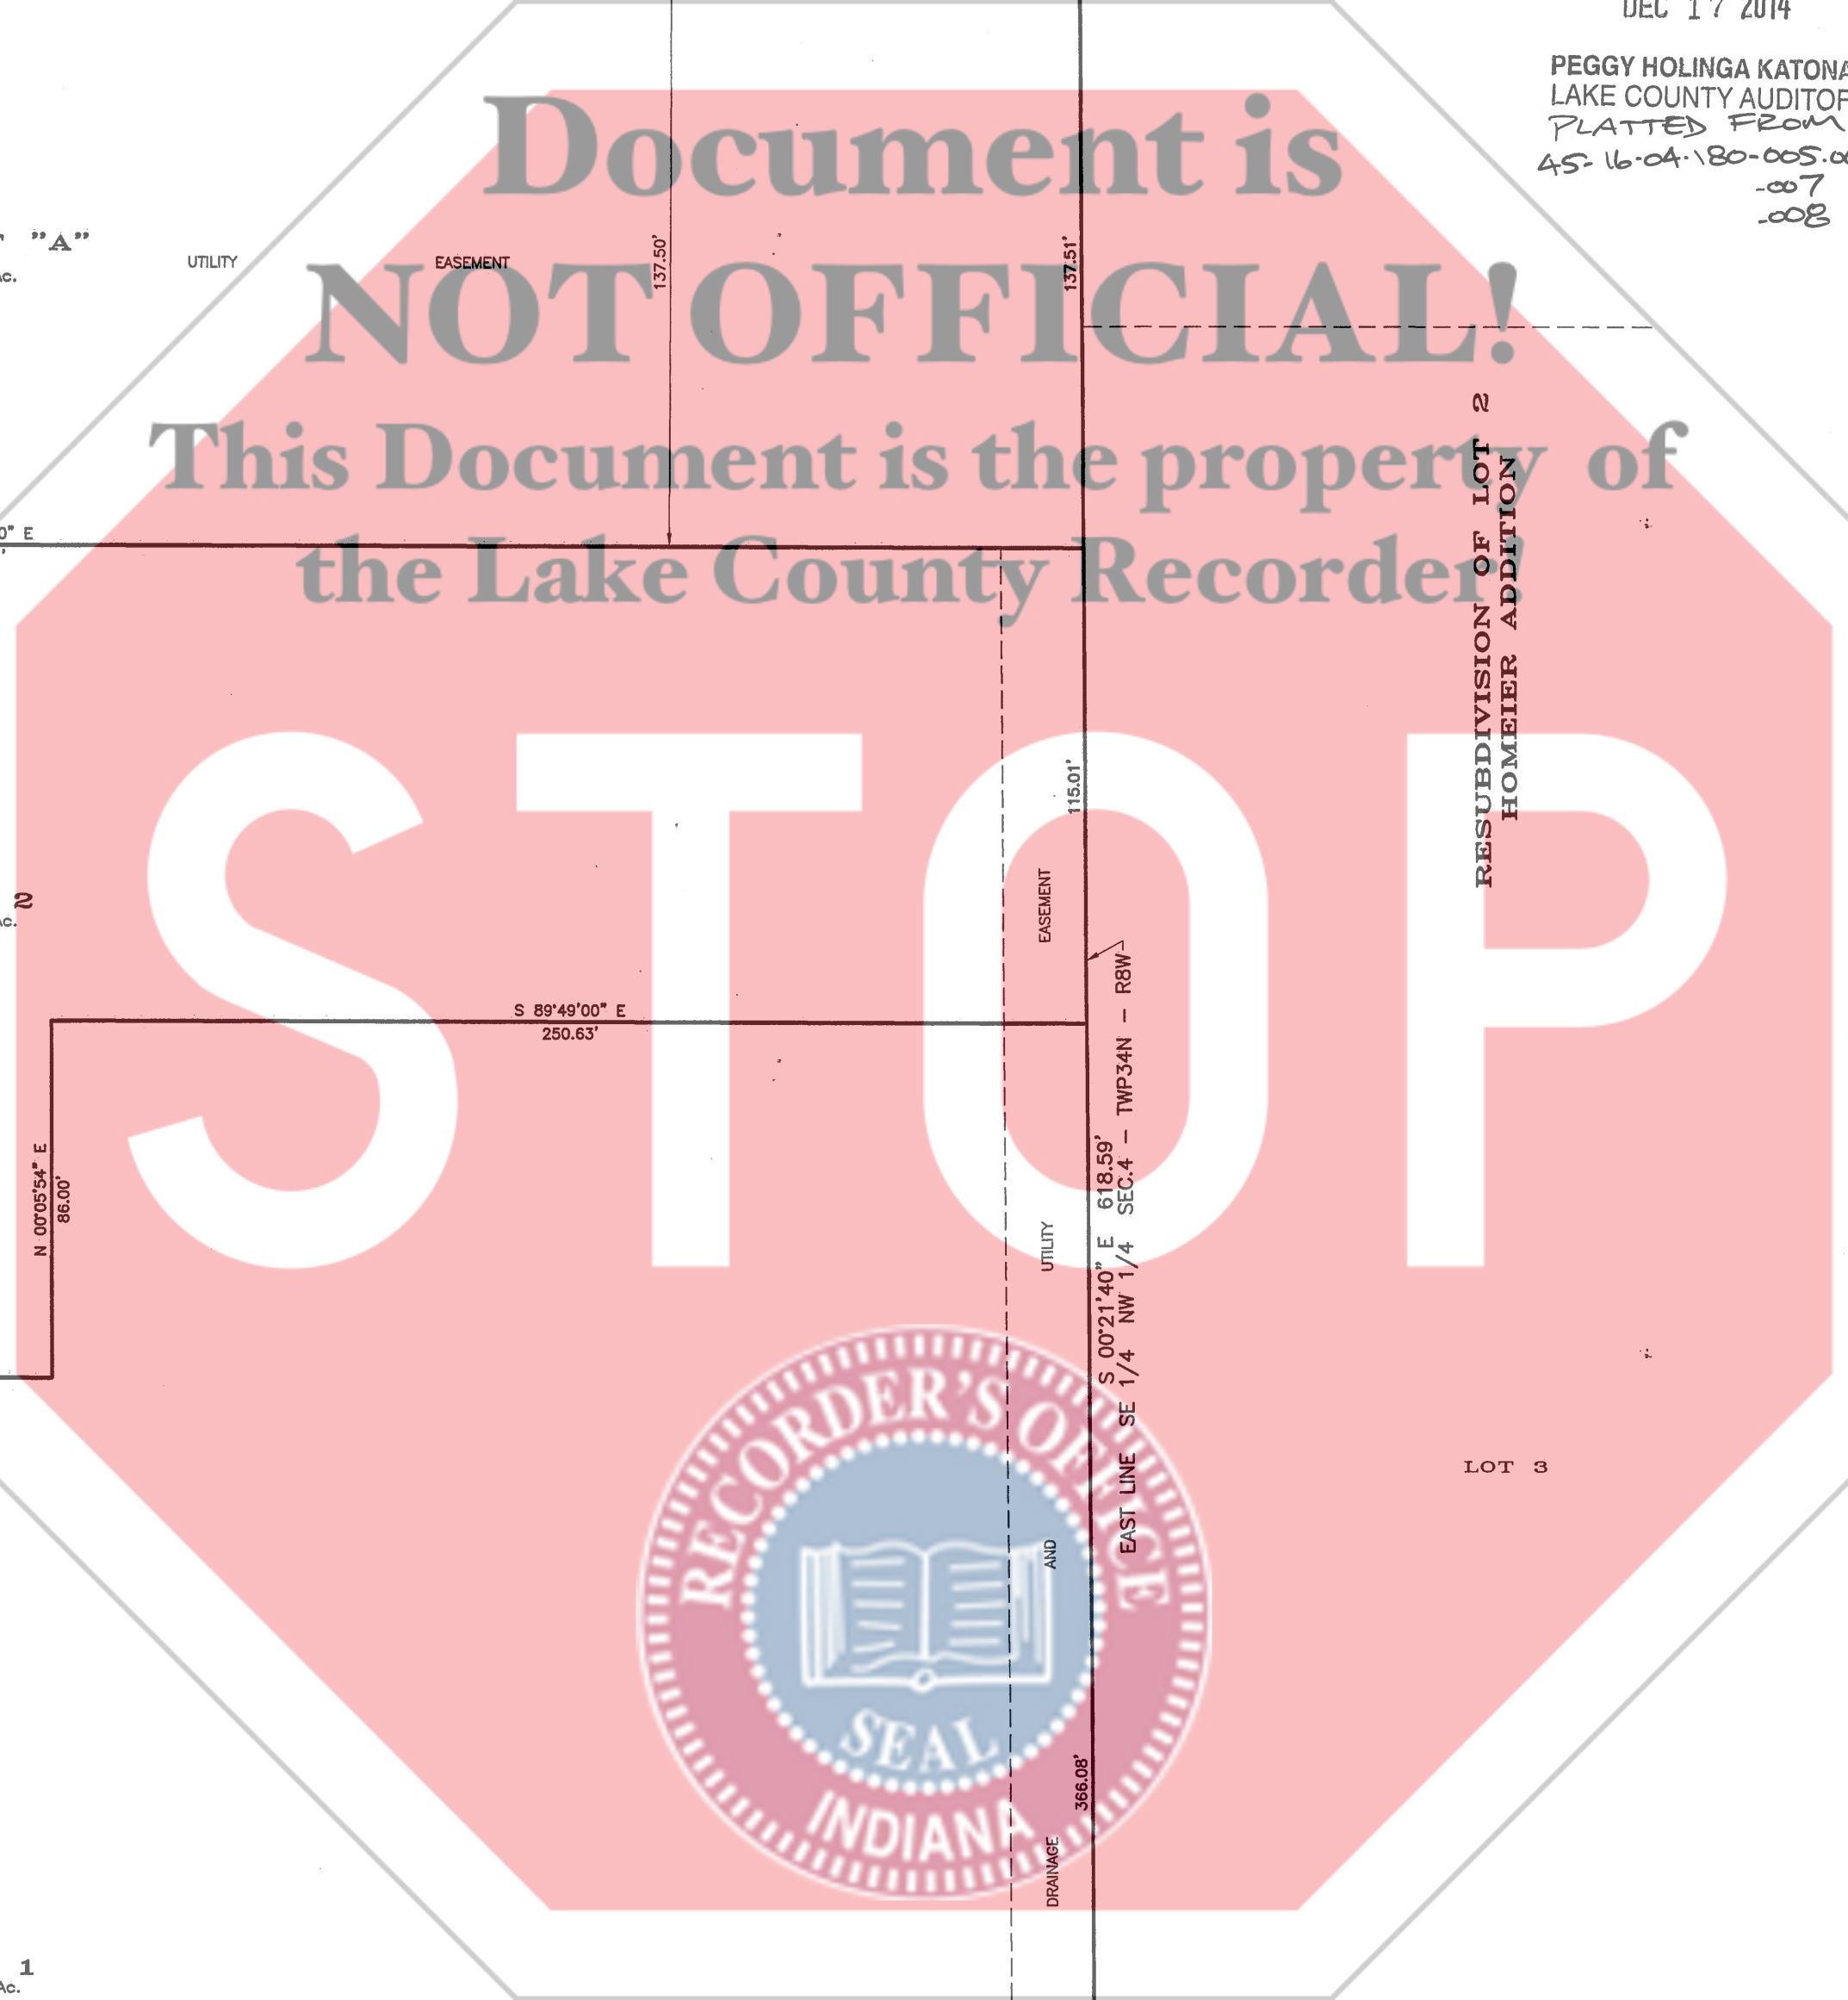 DEC 17 2014
PEGGY HOLINGA KATONA
LAKE COUNTY AUDITOR
PLATTED FROM
45-16-04-180-005.00
-007
-008
Document is
NOT OFFICIAL!
This Document is the property of
the Lake County Recorder!
"A"
Ac.
UTILITY EASEMENT
137.50'
137.51'
0" E
RESUBDIVISION OF LOT 2
HOMEIER ADDITION
115.01'
STOP
2
Ac.
EASEMENT
S 89°49'00" E
250.63'
N 00°05'54" E
86.00'
UTILITY
S 00°21'40" E 618.59'
EAST LINE SE 1/4 NW 1/4 SEC.4 - TWP34N - R8W
LOT 3
AND
RECORDER'S OFFICE
SEAL
INDIANA
366.08'
DRAINAGE
1
Ac.